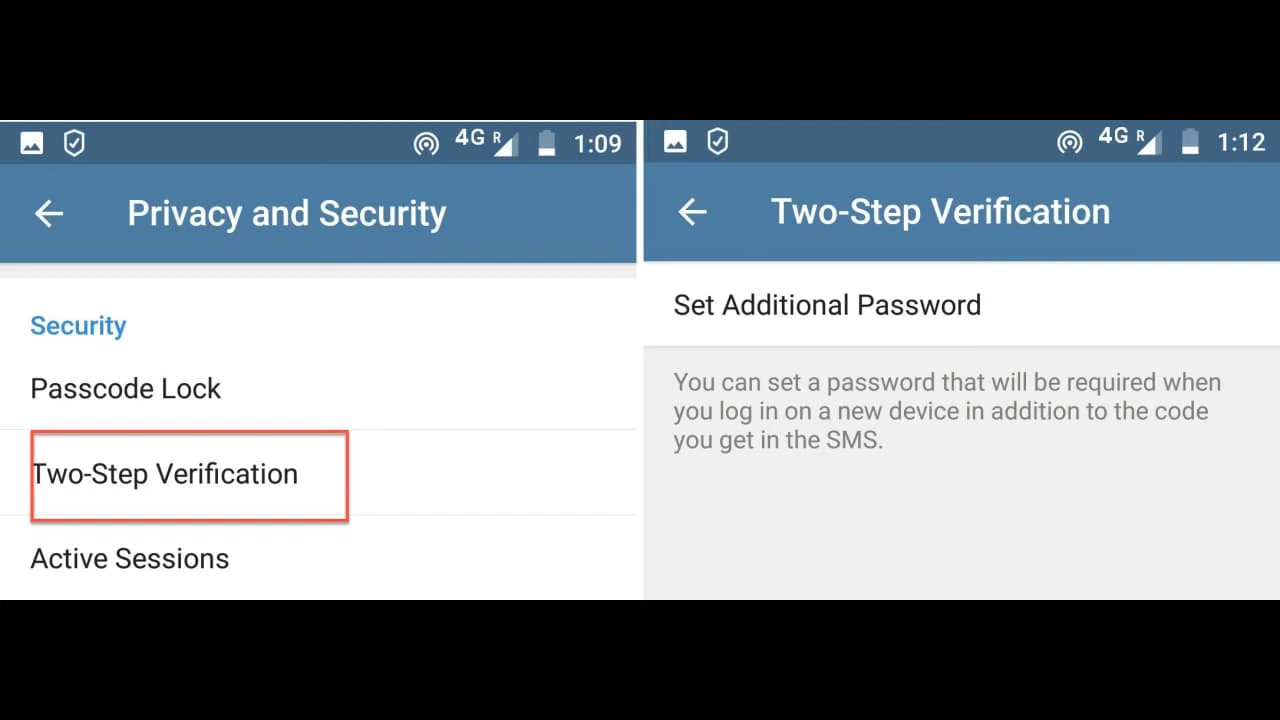 4G R 1:09
Privacy and Security
Security
Passcode Lock
Two-Step Verification
Active Sessions
4G R 1:12
Two-Step Verification
Set Additional Password
You can set a password that will be required when
you log in on a new device in addition to the code
you get in the SMS.